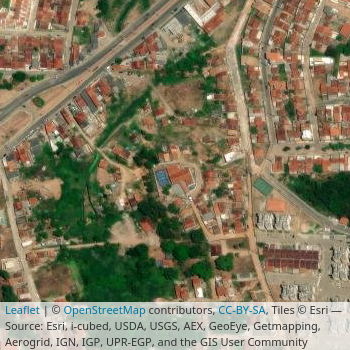 Leaflet | © OpenStreetMap contributors, CC-BY-SA, Tiles © Esri —
Source: Esri, i-cubed, USDA, USGS, AEX, GeoEye, Getmapping,
Aerogrid, IGN, IGP, UPR-EGP, and the GIS User Community